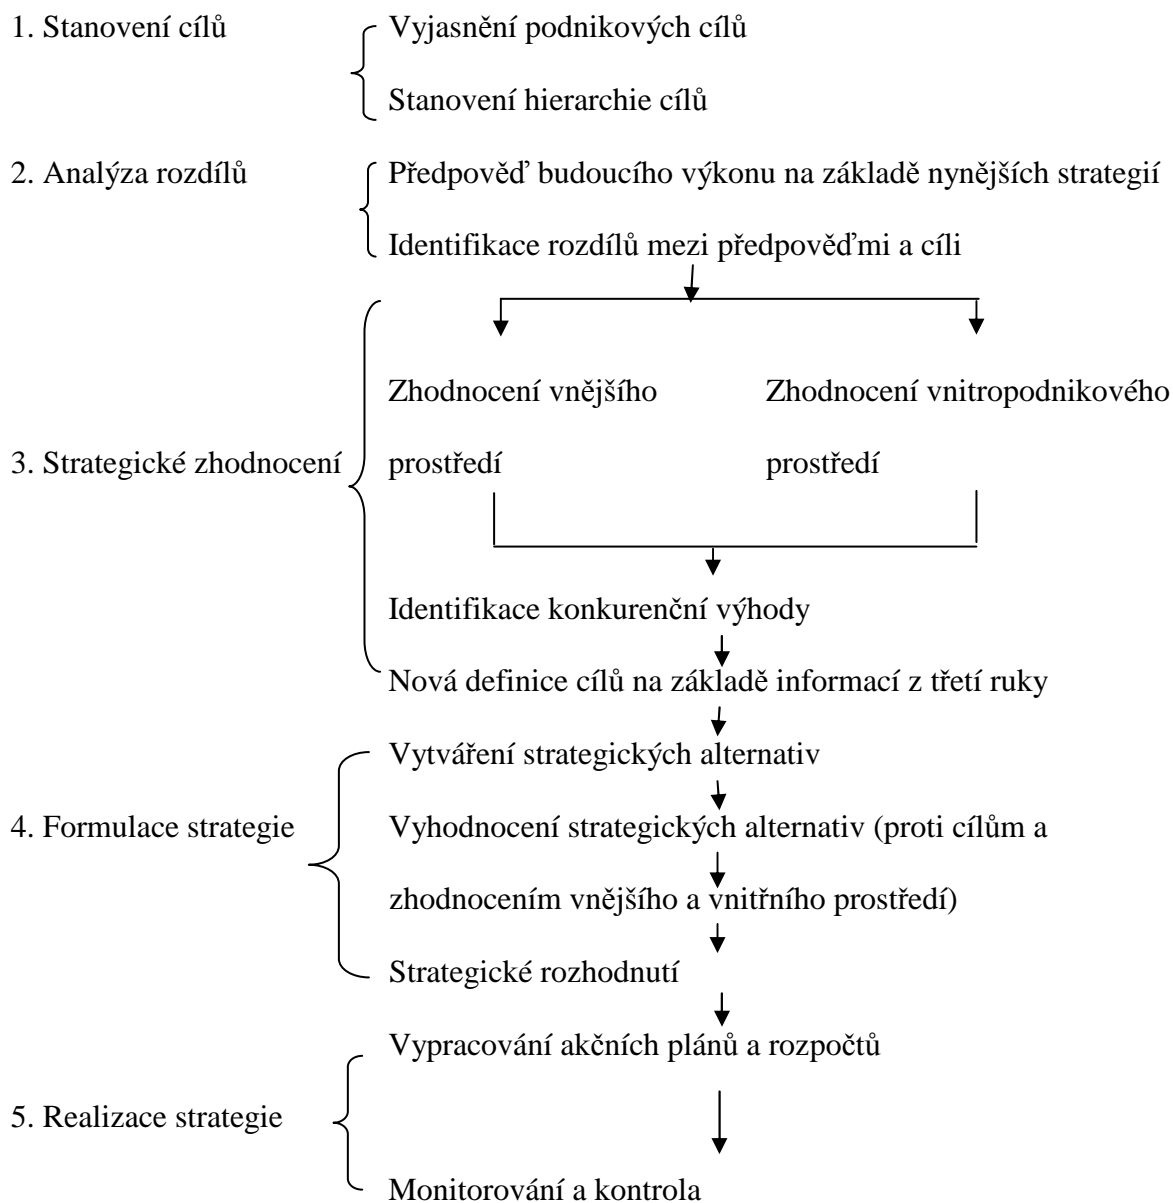 1. Stanovení cílů
Vyjasnění podnikových cílů
Stanovení hierarchie cílů
2. Analýza rozdílů
Předpověď budoucího výkonu na základě nynějších strategií
Identifikace rozdílů mezi předpověďmi a cíli
Zhodnocení vnějšího
Zhodnocení vnitropodnikového
3. Strategické zhodnocení
prostředí
prostředí
Identifikace konkurenční výhody
Nová definice cílů na základě informací z třetí ruky
Vytváření strategických alternativ
4. Formulace strategie
Vyhodnocení strategických alternativ (proti cílům a
zhodnocením vnějšího a vnitřního prostředí)
Strategické rozhodnutí
Vypracování akčních plánů a rozpočtů
5. Realizace strategie
Monitorování a kontrola